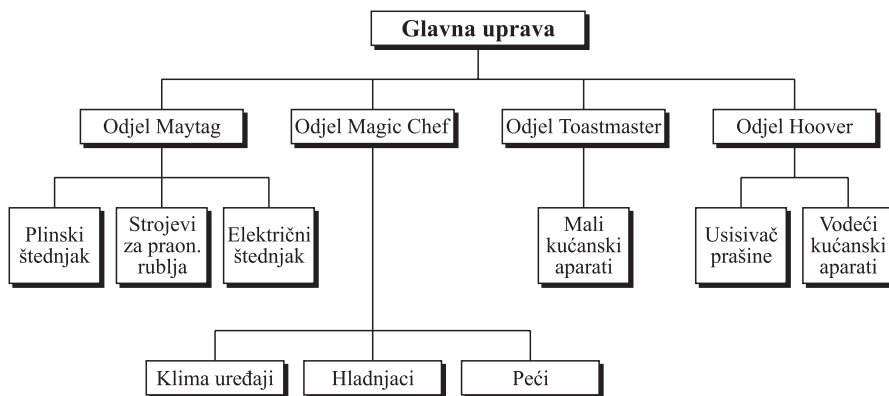 Glavna uprava
Odjel Maytag
Odjel Magic Chef
Odjel Toastmaster
Odjel Hoover
Plinski
štednjak
Strojevi
za praon.
rublja
Električni
štednjak
Mali
kućanski
aparati
Usisivač
prašine
Vodeći
kućanski
aparati
Klima uređaji
Hladnjaci
Peći